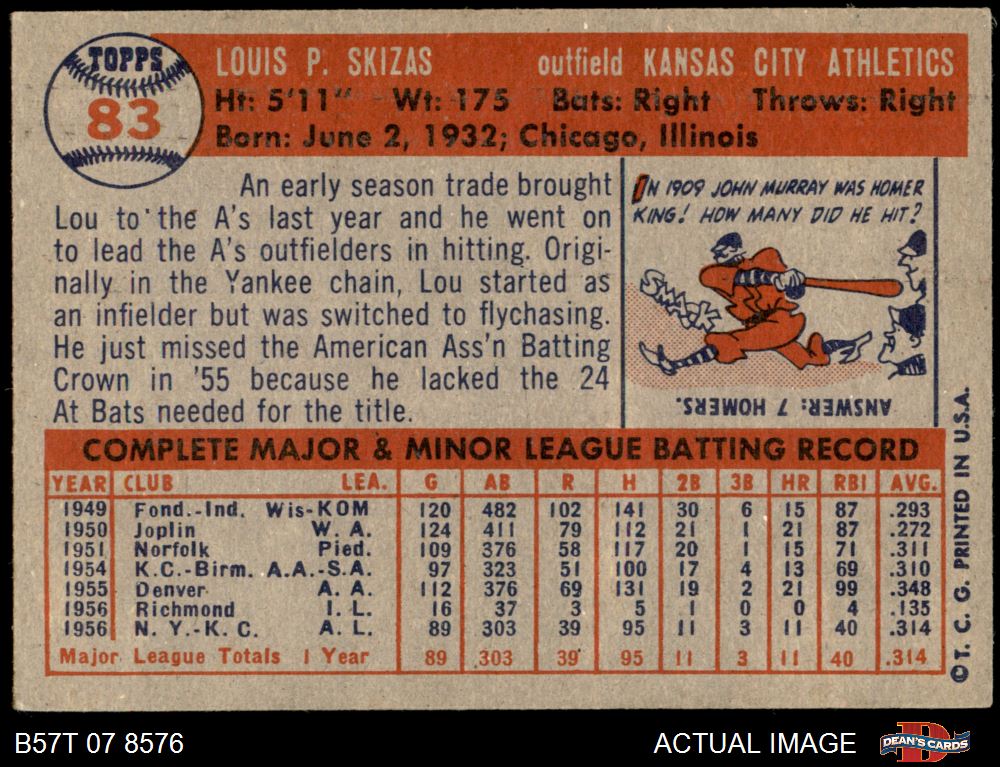 TOPPS
83
LOUIS P. SKIZAS outfield KANSAS CITY ATHLETICS
Ht: 5'11" Wt: 175 Bats: Right Throws: Right
Born: June 2, 1932; Chicago, Illinois
An early season trade brought
Lou to the A's last year and he went on
to lead the A's outfielders in hitting. Origi-
nally in the Yankee chain, Lou started as
an infielder but was switched to flychasing.
He just missed the American Ass'n Batting
Crown in '55 because he lacked the 24
At Bats needed for the title.
IN 1909 JOHN MURRAY WAS HOMER
KING! HOW MANY DID HE HIT?
SMACK
ANSWER: 7 HOMERS.
COMPLETE MAJOR & MINOR LEAGUE BATTING RECORD
YEAR CLUB LEA. G AB R H 2B 3B HR RBI AVG.
1949 Fond.-Ind. Wis-KOM 120 482 102 141 30 6 15 87 .293
1950 Joplin W. A. 124 411 79 112 21 1 21 87 .272
1951 Norfolk Pied. 109 376 58 117 20 1 15 71 .311
1954 K.C.-Birm. A.A.-S.A. 97 323 51 100 17 4 13 69 .310
1955 Denver A. A. 112 376 69 131 19 2 21 99 .348
1956 Richmond I. L. 16 37 3 5 1 0 0 4 .135
1956 N. Y.-K. C. A. L. 89 303 39 95 11 3 11 40 .314
Major League Totals 1 Year 89 303 39 95 11 3 11 40 .314
©T. C. G. PRINTED IN U.S.A.
B57T 07 8576
ACTUAL IMAGE
D
DEAN'S CARDS